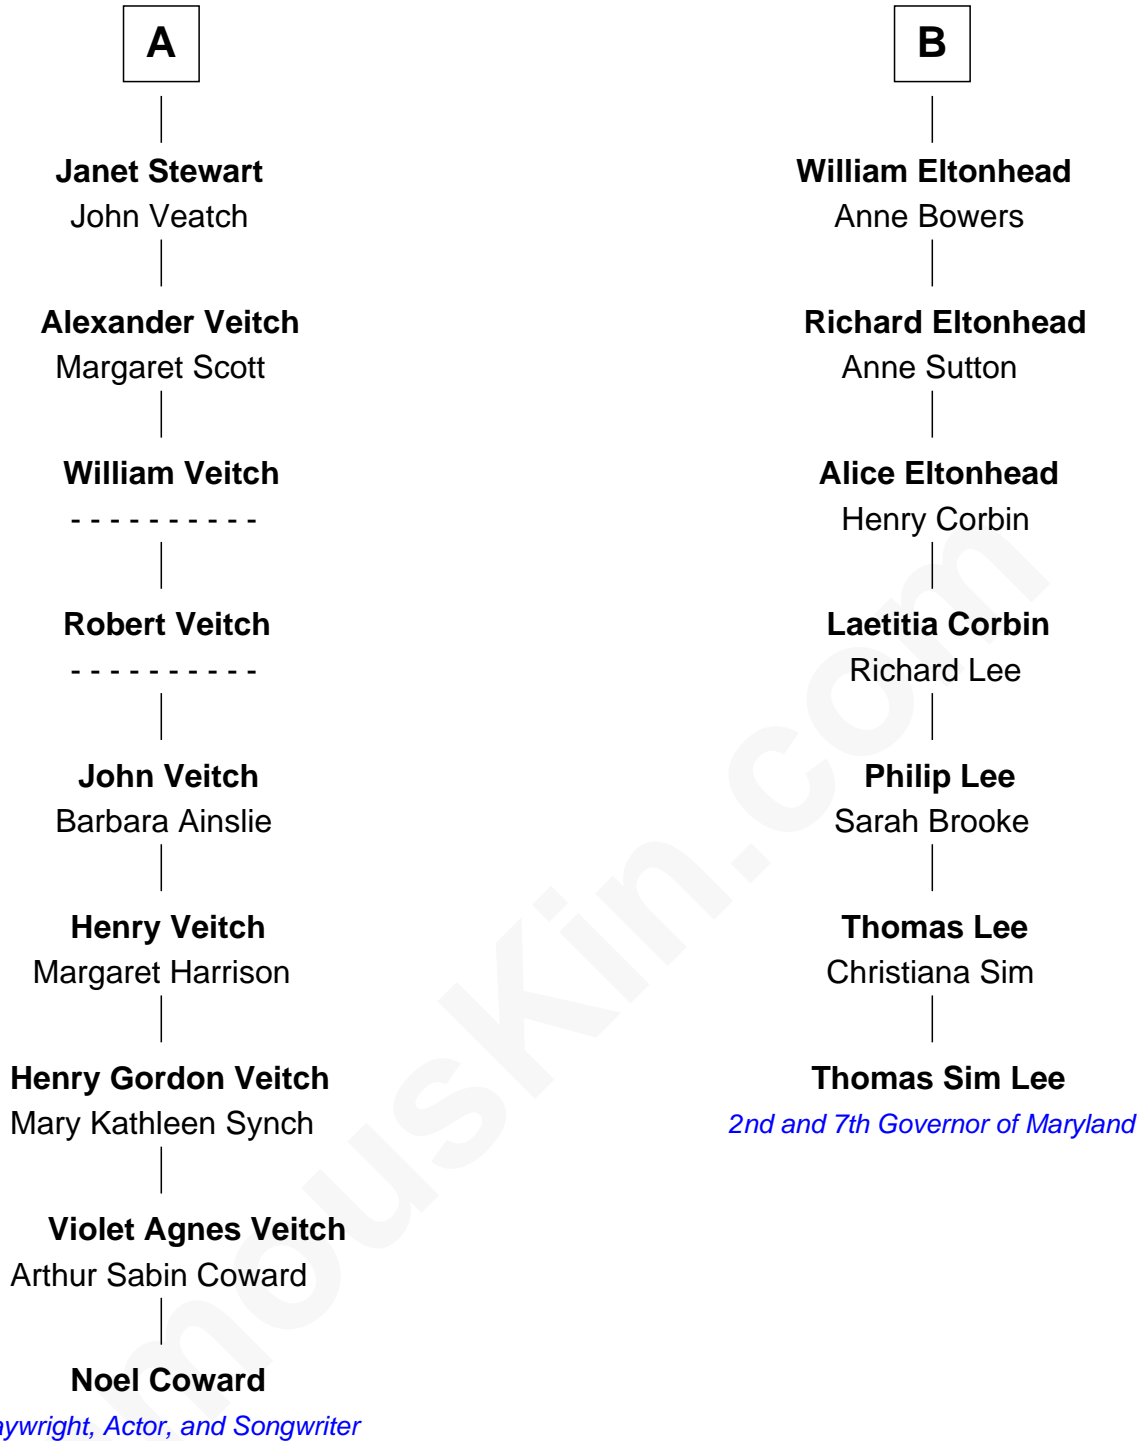 A
Janet Stewart
John Veatch
Alexander Veitch
Margaret Scott
William Veitch
- - - - - - - - - -
Robert Veitch
- - - - - - - - - -
John Veitch
Barbara Ainslie
Henry Veitch
Margaret Harrison
Henry Gordon Veitch
Mary Kathleen Synch
Violet Agnes Veitch
Arthur Sabin Coward
Noel Coward
aywright, Actor, and Songwriter
B
William Eltonhead
Anne Bowers
Richard Eltonhead
Anne Sutton
Alice Eltonhead
Henry Corbin
Laetitia Corbin
Richard Lee
Philip Lee
Sarah Brooke
Thomas Lee
Christiana Sim
Thomas Sim Lee
2nd and 7th Governor of Maryland
mousKin.com